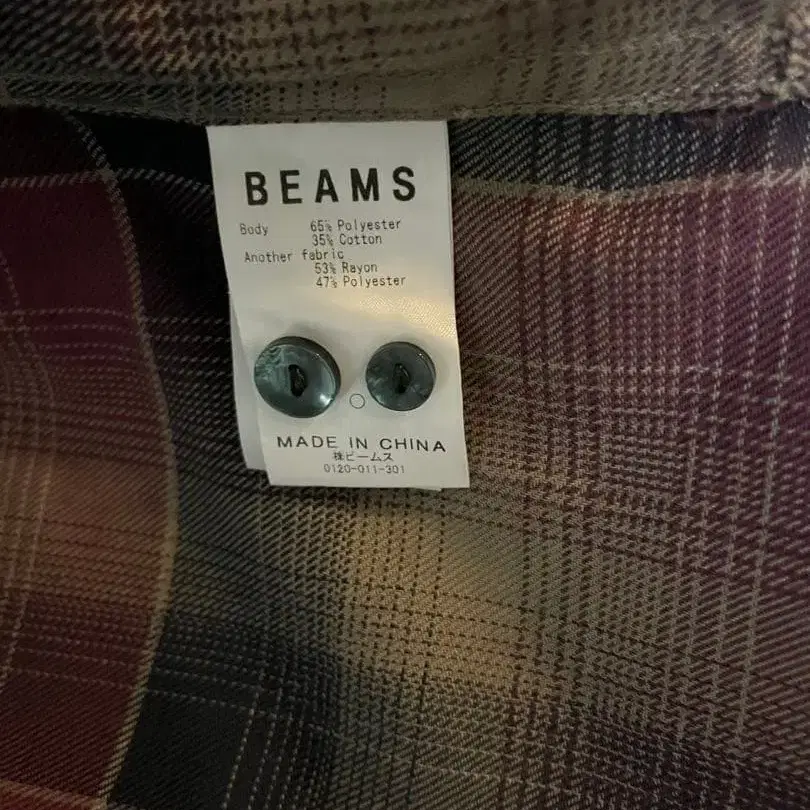 BEAMS
Body 65% Polyester
35% Cotton
Another fabric
53% Rayon
47% Polyester
MADE IN CHINA
㈱ビームス
0120-011-301